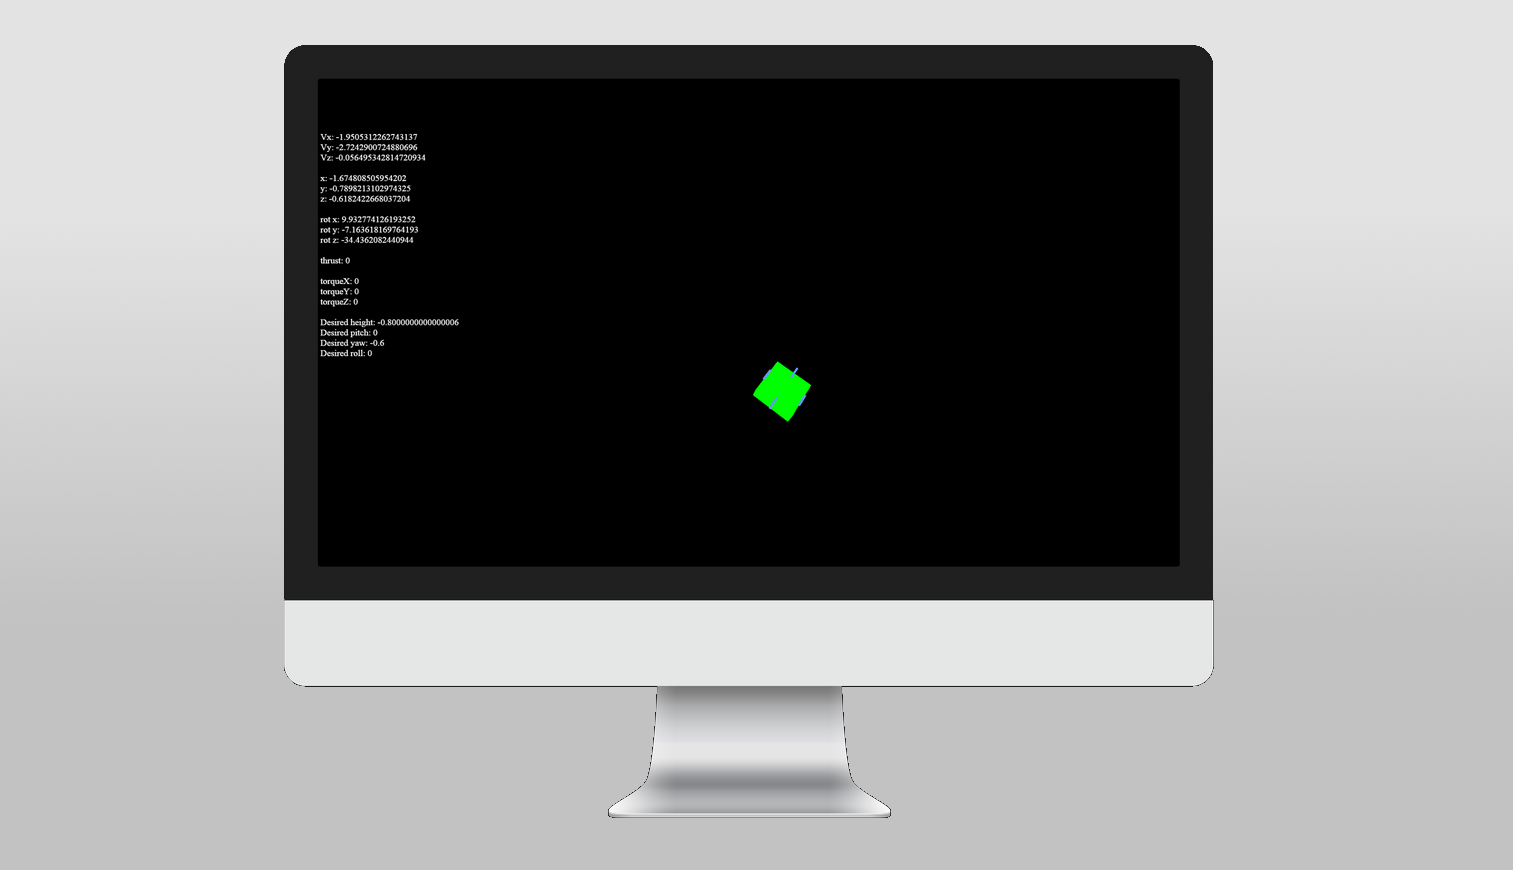 Vx: -1.9505312262743137
Vy: -2.7242900724880696
Vz: -0.056495342814720934
x: -1.674808505954202
y: -0.7898213102974325
z: -0.6182422668037204
rot x: 9.932774126193252
rot y: -7.163618169764193
rot z: -34.4362082440944
thrust: 0
torqueX: 0
torqueY: 0
torqueZ: 0
Desired height: -0.8000000000000006
Desired pitch: 0
Desired yaw: -0.6
Desired roll: 0